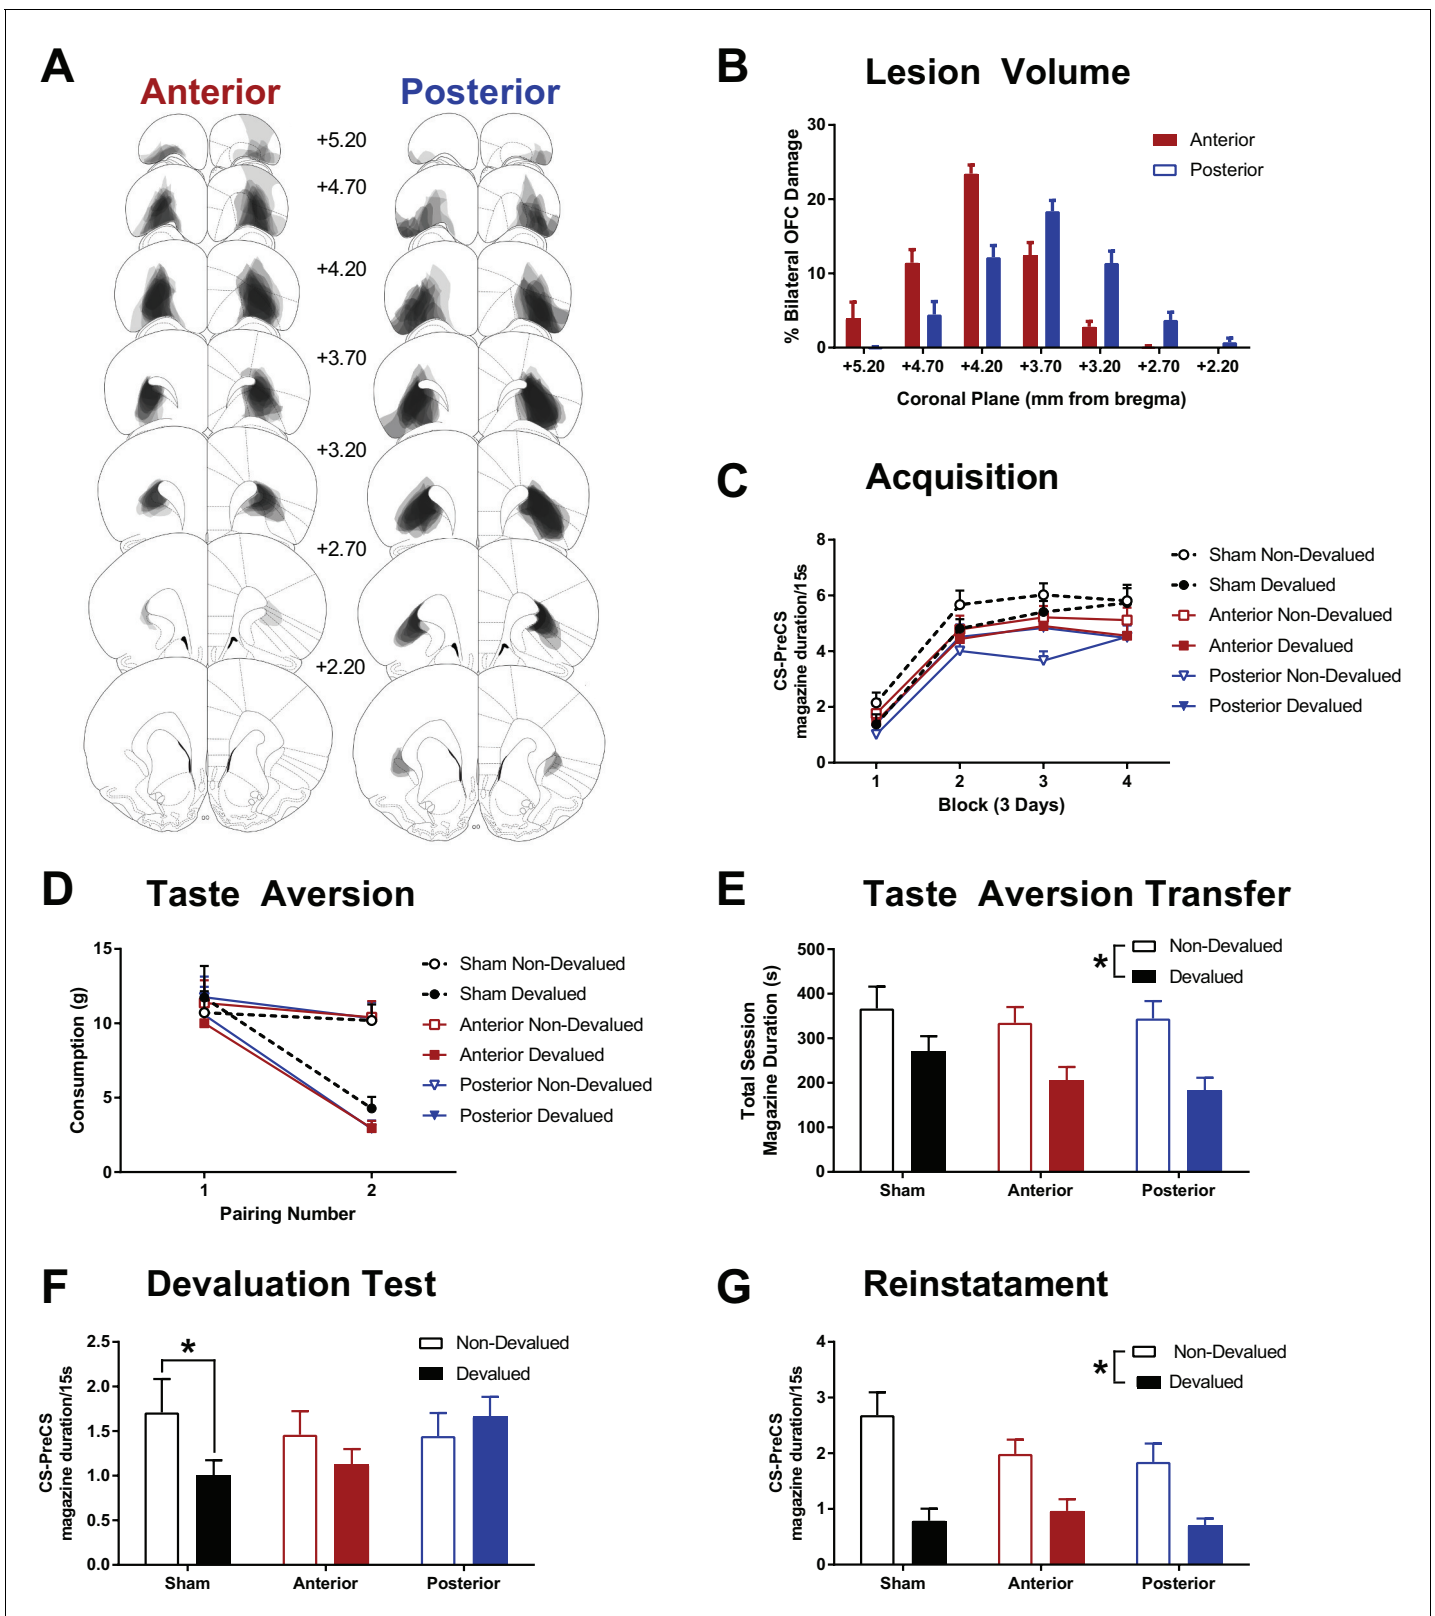 A
Anterior
Posterior
+5.20
+4.70
+4.20
+3.70
+3.20
+2.70
+2.20
B
Lesion Volume
% Bilateral OFC Damage
30
20
10
0
Anterior
Posterior
+5.20 +4.70 +4.20 +3.70 +3.20 +2.70 +2.20
Coronal Plane (mm from bregma)
C
Acquisition
CS-PreCS
magazine duration/15s
8
6
4
2
0
1 2 3 4
Block (3 Days)
Sham Non-Devalued
Sham Devalued
Anterior Non-Devalued
Anterior Devalued
Posterior Non-Devalued
Posterior Devalued
D
Taste Aversion
Consumption (g)
15
10
5
0
1 2
Pairing Number
Sham Non-Devalued
Sham Devalued
Anterior Non-Devalued
Anterior Devalued
Posterior Non-Devalued
Posterior Devalued
E
Taste Aversion Transfer
Total Session
Magazine Duration (s)
500
400
300
200
100
0
* Non-Devalued
Devalued
Sham Anterior Posterior
F
Devaluation Test
CS-PreCS
magazine duration/15s
2.5
2.0
1.5
1.0
0.5
0.0
*
Non-Devalued
Devalued
Sham Anterior Posterior
G
Reinstatament
CS-PreCS
magazine duration/15s
4
3
2
1
0
* Non-Devalued
Devalued
Sham Anterior Posterior